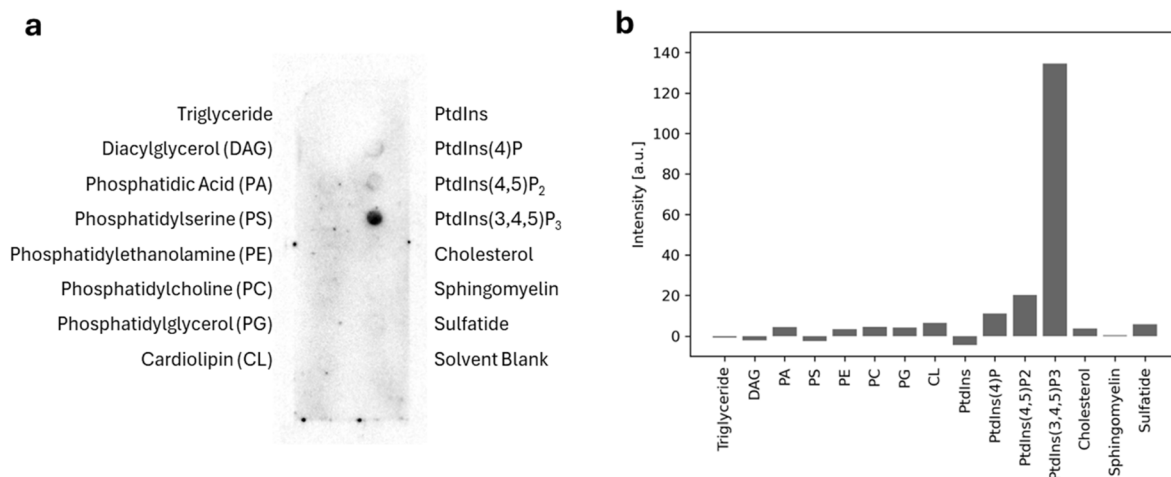 a
Triglyceride
Diacylglycerol (DAG)
Phosphatidic Acid (PA)
Phosphatidylserine (PS)
Phosphatidylethanolamine (PE)
Phosphatidylcholine (PC)
Phosphatidylglycerol (PG)
Cardiolipin (CL)
PtdIns
PtdIns(4)P
PtdIns(4,5)P₂
PtdIns(3,4,5)P₃
Cholesterol
Sphingomyelin
Sulfatide
Solvent Blank
b
Intensity [a.u.]
140
120
100
80
60
40
20
0
Triglyceride
DAG
PA
PS
PE
PC
PG
CL
PtdIns
PtdIns(4)P
PtdIns(4,5)P2
PtdIns(3,4,5)P3
Cholesterol
Sphingomyelin
Sulfatide